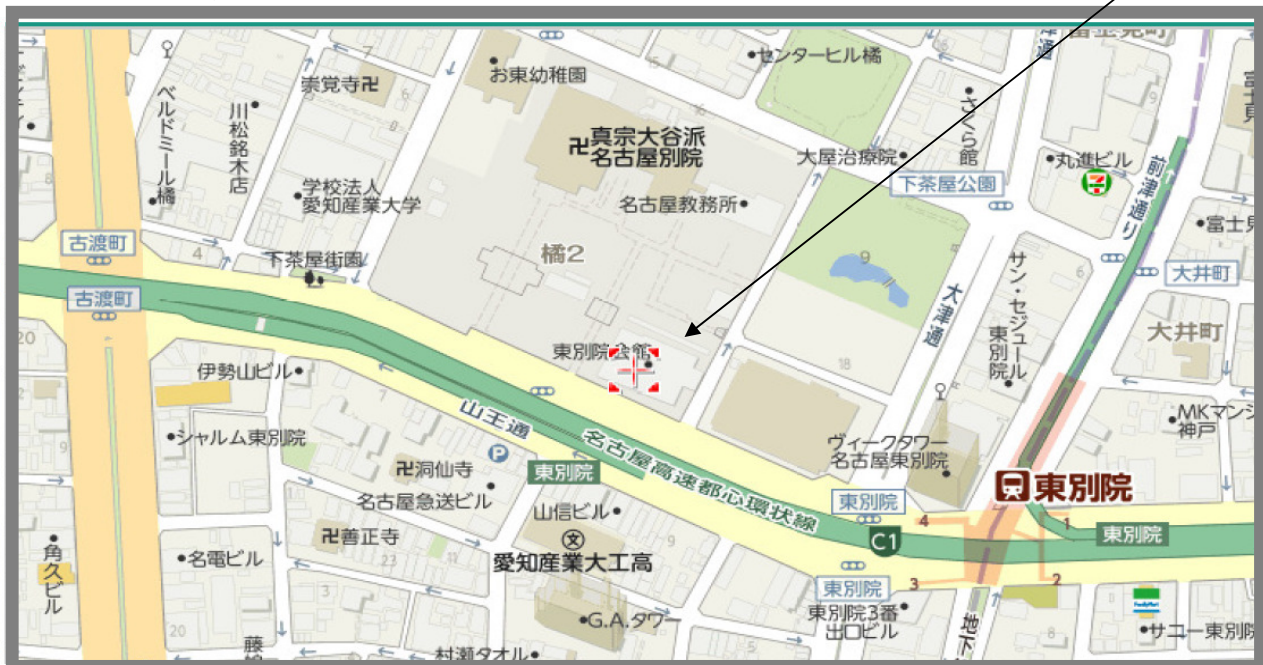 大津通
富士見町
センターヒル橘
お東幼稚園
崇覚寺
川松銘木店
ベルドミール橘
さくら館
真宗大谷派
名古屋別院
大屋治療院
丸進ビル
下茶屋公園
前津通り
学校法人
愛知産業大学
名古屋教務所
富士見
古渡町
橘2
下茶屋街園
サン・セジュール東別院
大井町
古渡町
大津通
大井町
東別院会館
伊勢山ビル
山王通
名古屋高速都心環状線
MKマンシ
神戸
シャルム東別院
ヴィークタワー
名古屋東別院
洞仙寺
東別院
東別院
名古屋急送ビル
東別院
山信ビル
4
1
東別院
C1
善正寺
愛知産業大工高
名電ビル
角久ビル
3
2
東別院
FamilyMart
東別院3番
出口ビル
G.A.タワー
サコー東別院
村瀬タオル